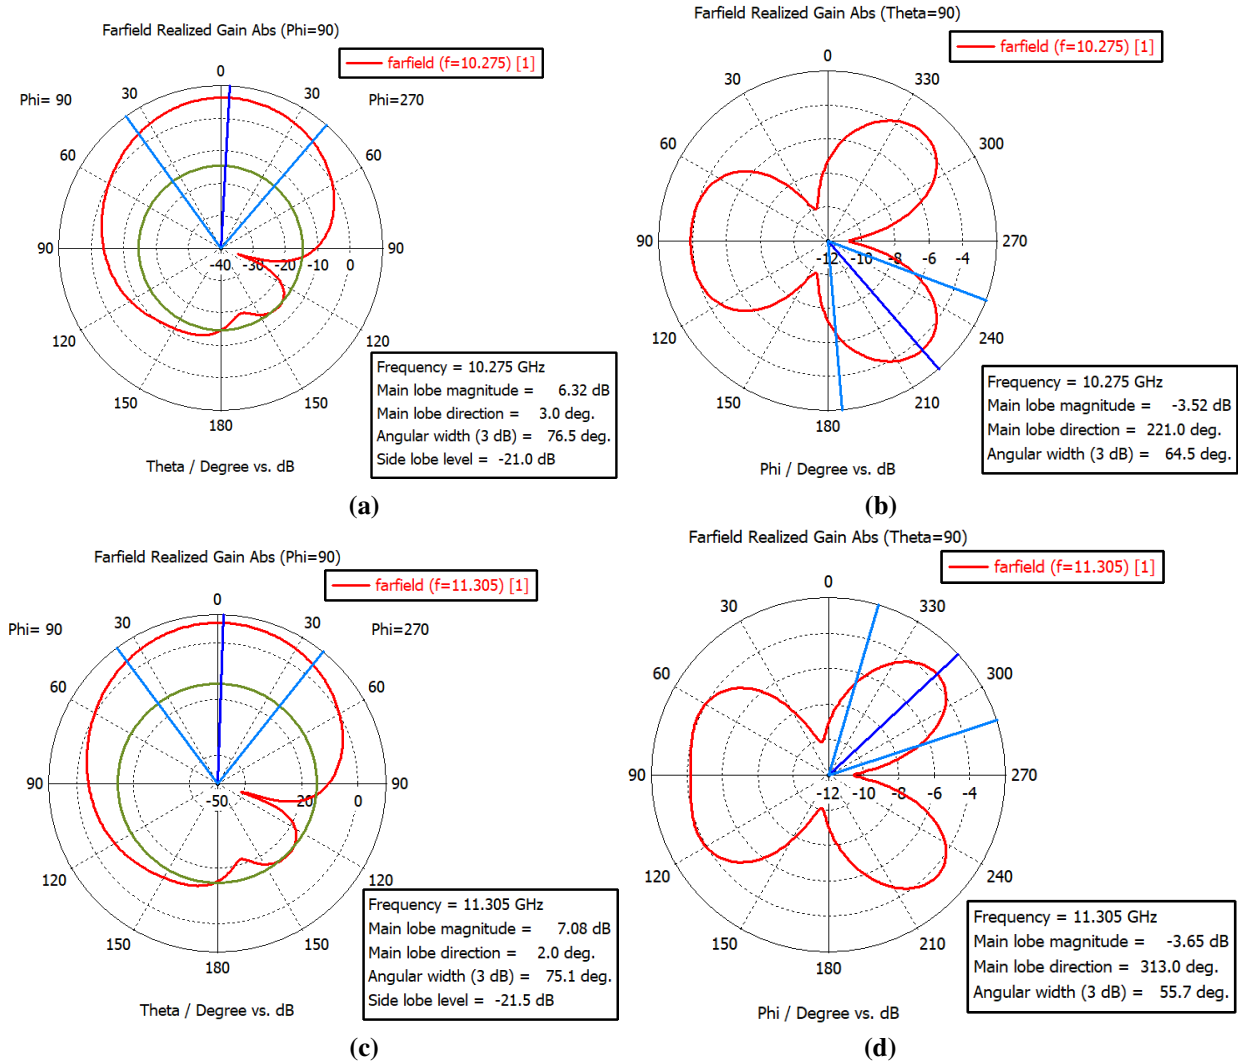 Farfield Realized Gain Abs (Phi=90)
farfield (f=10.275) [1]
0
30
30
Phi= 90
Phi=270
60
60
90
90
-40
-30
-20
-10
0
120
120
150
150
180
Frequency = 10.275 GHz
Main lobe magnitude = 6.32 dB
Main lobe direction = 3.0 deg.
Angular width (3 dB) = 76.5 deg.
Side lobe level = -21.0 dB
Theta / Degree vs. dB
(a)
Farfield Realized Gain Abs (Theta=90)
farfield (f=10.275) [1]
0
30
330
60
300
90
270
-12
-10
-8
-6
-4
120
240
150
210
180
Frequency = 10.275 GHz
Main lobe magnitude = -3.52 dB
Main lobe direction = 221.0 deg.
Angular width (3 dB) = 64.5 deg.
Phi / Degree vs. dB
(b)
Farfield Realized Gain Abs (Phi=90)
farfield (f=11.305) [1]
0
30
30
Phi= 90
Phi=270
60
60
90
90
-50
20
0
120
120
150
150
180
Frequency = 11.305 GHz
Main lobe magnitude = 7.08 dB
Main lobe direction = 2.0 deg.
Angular width (3 dB) = 75.1 deg.
Side lobe level = -21.5 dB
Theta / Degree vs. dB
(c)
Farfield Realized Gain Abs (Theta=90)
farfield (f=11.305) [1]
0
30
330
60
300
90
270
-12
-10
-8
-6
-4
120
240
150
210
180
Frequency = 11.305 GHz
Main lobe magnitude = -3.65 dB
Main lobe direction = 313.0 deg.
Angular width (3 dB) = 55.7 deg.
Phi / Degree vs. dB
(d)